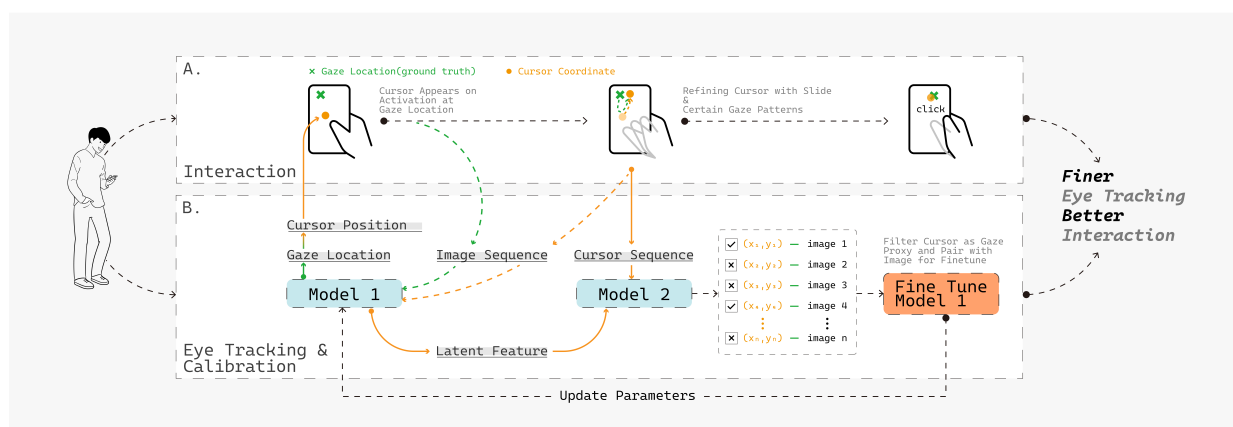 A.
× Gaze Location(ground truth)
● Cursor Coordinate
Cursor Appears on
Activation at
Gaze Location
Refining Cursor with Slide
&
Certain Gaze Patterns
click
Interaction
B.
Cursor Position
Gaze Location
Image Sequence
Cursor Sequence
Model 1
Model 2
Latent Feature
(x₁,y₁) — image 1
(x₂,y₂) — image 2
(x₃,y₃) — image 3
(x₄,y₄) — image 4
(xₙ,yₙ) — image n
Filter Cursor as Gaze
Proxy and Pair with
Image for Finetune
Fine Tune
Model 1
Eye Tracking &
Calibration
Update Parameters
Finer
Eye Tracking
Better
Interaction